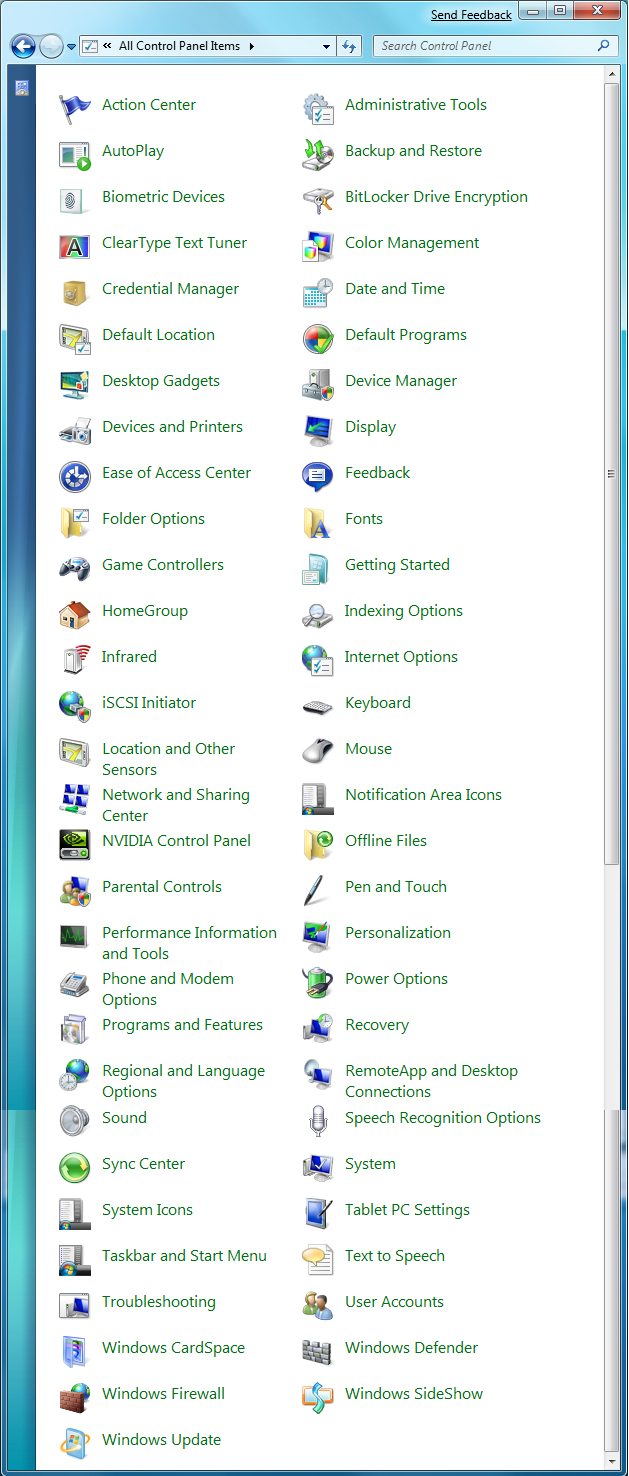 Send Feedback
« All Control Panel Items
Search Control Panel
Action Center
Administrative Tools
AutoPlay
Backup and Restore
Biometric Devices
BitLocker Drive Encryption
ClearType Text Tuner
Color Management
Credential Manager
Date and Time
Default Location
Default Programs
Desktop Gadgets
Device Manager
Devices and Printers
Display
Ease of Access Center
Feedback
Folder Options
Fonts
Game Controllers
Getting Started
HomeGroup
Indexing Options
Infrared
Internet Options
iSCSI Initiator
Keyboard
Location and Other
Sensors
Mouse
Network and Sharing
Center
Notification Area Icons
NVIDIA Control Panel
Offline Files
Parental Controls
Pen and Touch
Performance Information
and Tools
Personalization
Phone and Modem
Options
Power Options
Programs and Features
Recovery
Regional and Language
Options
RemoteApp and Desktop
Connections
Sound
Speech Recognition Options
Sync Center
System
System Icons
Tablet PC Settings
Taskbar and Start Menu
Text to Speech
Troubleshooting
User Accounts
Windows CardSpace
Windows Defender
Windows Firewall
Windows SideShow
Windows Update